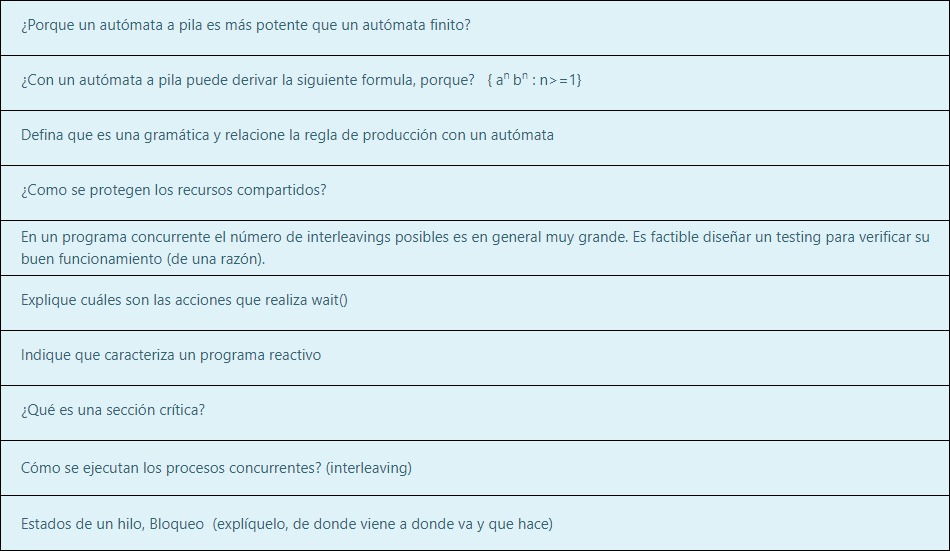 ¿Porque un autómata a pila es más potente que un autómata finito?
¿Con un autómata a pila puede derivar la siguiente formula, porque? { aⁿ bⁿ : n>=1}
Defina que es una gramática y relacione la regla de producción con un autómata
¿Como se protegen los recursos compartidos?
En un programa concurrente el número de interleavings posibles es en general muy grande. Es factible diseñar un testing para verificar su
buen funcionamiento (de una razón).
Explique cuáles son las acciones que realiza wait()
Indique que caracteriza un programa reactivo
¿Qué es una sección crítica?
Cómo se ejecutan los procesos concurrentes? (interleaving)
Estados de un hilo, Bloqueo (explíquelo, de donde viene a donde va y que hace)